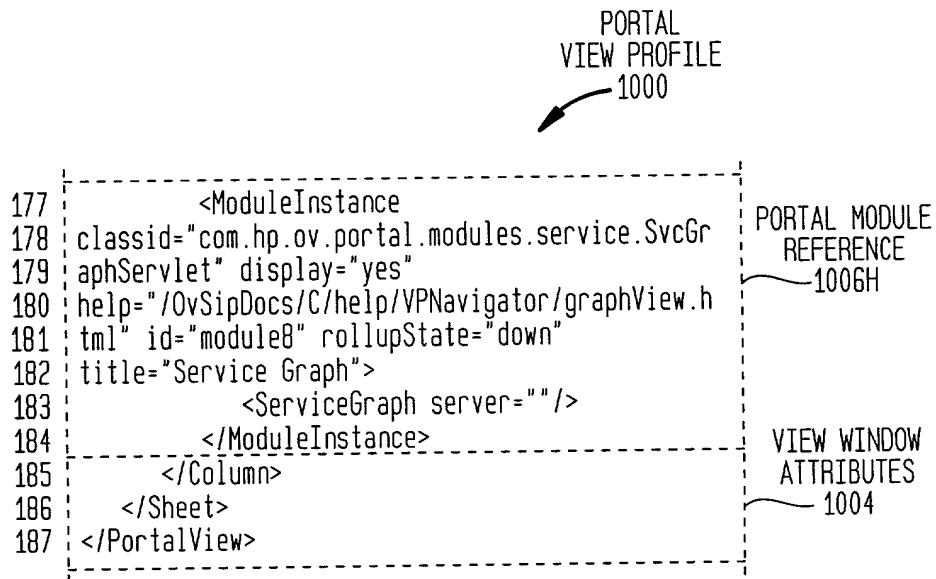 PORTAL
VIEW PROFILE
1000
177 <ModuleInstance
178 classid="com.hp.ov.portal.modules.service.SvcGr
179 aphServlet" display="yes"
180 help="/OvSipDocs/C/help/VPNavigator/graphView.h
181 tml" id="module8" rollupState="down"
182 title="Service Graph">
183 <ServiceGraph server=""/>
184 </ModuleInstance>
185 </Column>
186 </Sheet>
187 </PortalView>
PORTAL MODULE
REFERENCE
1006H
VIEW WINDOW
ATTRIBUTES
1004